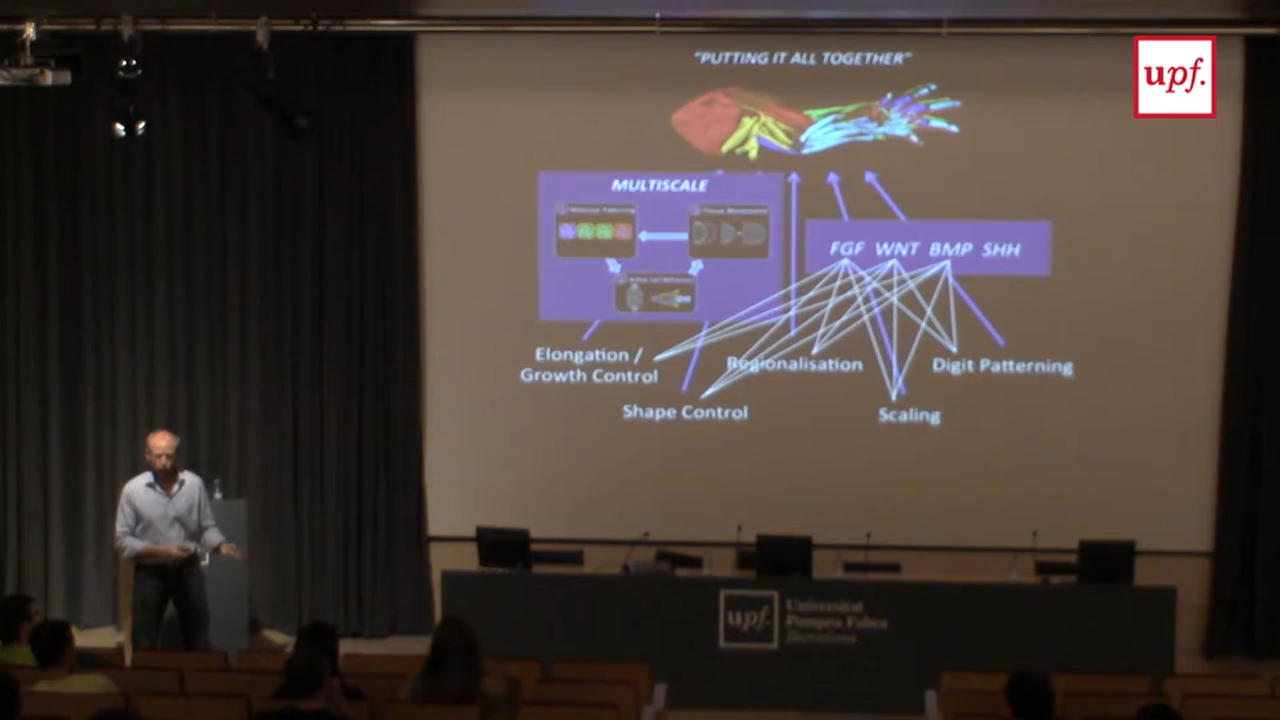 "PUTTING IT ALL TOGETHER"
upf.
MULTISCALE
FGF WNT BMP SHH
Elongation /
Growth Control
Regionalisation
Digit Patterning
Shape Control
Scaling
upf.
Universitat
Pompeu Fabra
Barcelona